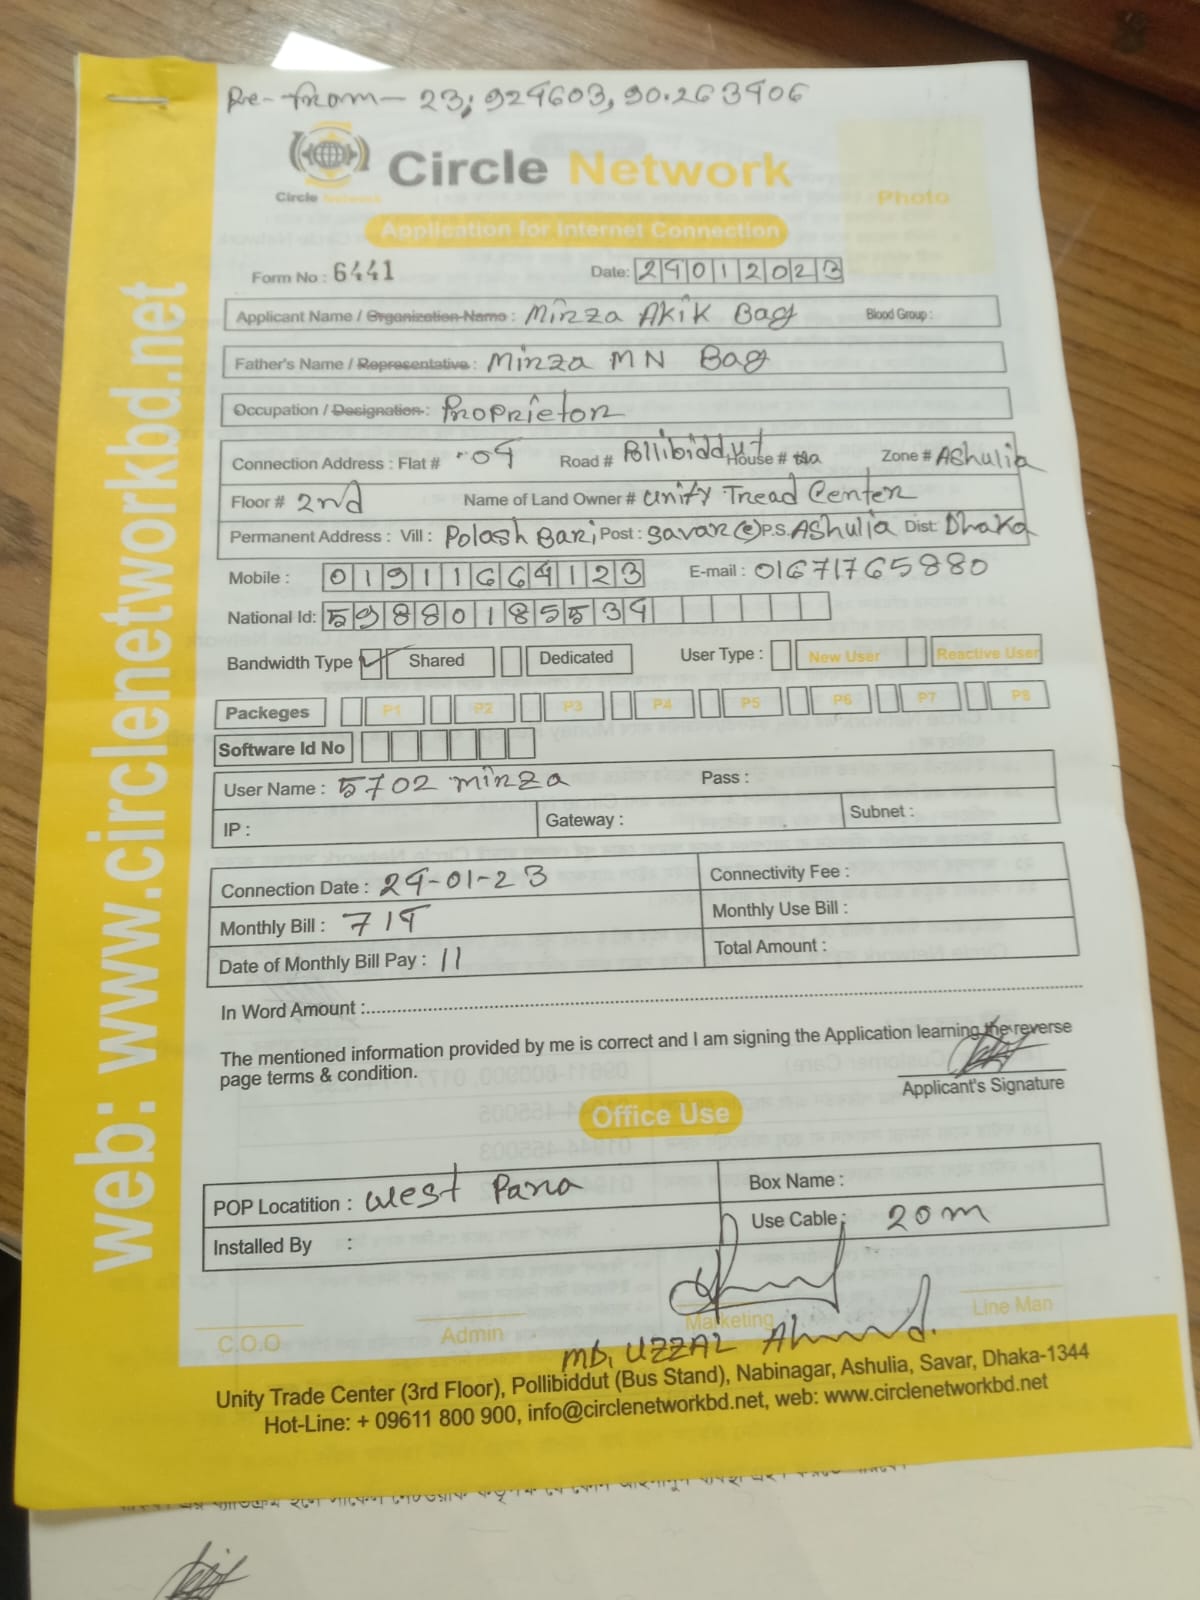 Re-from- 23;924603,90.263406
Circle Network
Circle Network
Photo
Application for Internet Connection
Form No : 6441 Date: 24012023
Applicant Name / Organization Name : Mirza Akik Bag Blood Group :
Father's Name / Representative : Mirza MN Bag
Occupation / Designation : Proprietor
Connection Address : Flat # 04 Road # Pollibiddut House # Zone # Ashulia
Floor # 2nd Name of Land Owner # Unity Tread Center
Permanent Address : Vill : Polash Bari Post : Savar (c) P.S. Ashulia Dist: Dhaka
Mobile : 01911664123 E-mail : 01671765880
National Id: 59880185534
Bandwidth Type Shared Dedicated User Type : New User Reactive User
Packeges P1 P2 P3 P4 P5 P6 P7 P8
Software Id No
User Name : 5702 mirza Pass :
IP : Gateway : Subnet :
Connection Date : 24-01-23 Connectivity Fee :
Monthly Bill : 714 Monthly Use Bill :
Date of Monthly Bill Pay : 11 Total Amount :
In Word Amount :
The mentioned information provided by me is correct and I am signing the Application learning the reverse
page terms & condition.
Applicant's Signature
Office Use
POP Locatition : West Para Box Name :
Installed By : Use Cable : 20m
C.O.O Admin Marketing Line Man
MD, UZZAL Ahmed.
Unity Trade Center (3rd Floor), Pollibiddut (Bus Stand), Nabinagar, Ashulia, Savar, Dhaka-1344
Hot-Line: + 09611 800 900, info@circlenetworkbd.net, web: www.circlenetworkbd.net
web: www.circlenetworkbd.net